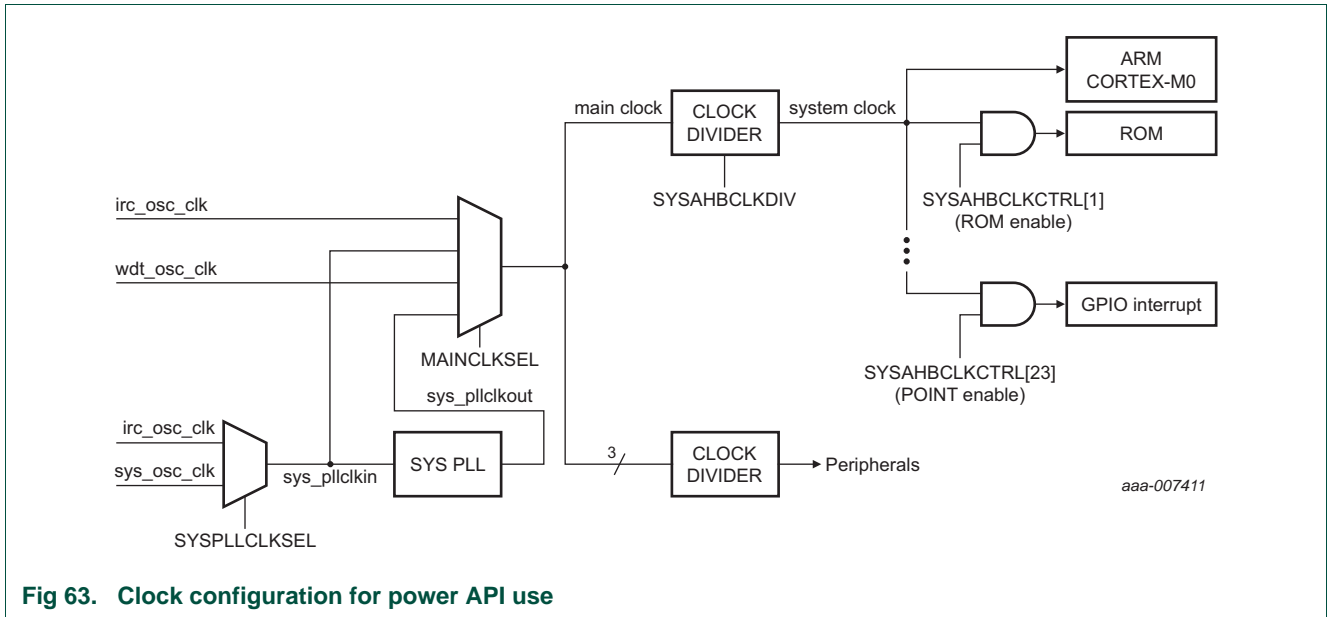 ARM
CORTEX-M0
main clock
CLOCK
DIVIDER
system clock
ROM
SYSAHBCLKDIV
SYSAHBCLKCTRL[1]
(ROM enable)
irc_osc_clk
wdt_osc_clk
GPIO interrupt
MAINCLKSEL
SYSAHBCLKCTRL[23]
(POINT enable)
sys_pllclkout
irc_osc_clk
sys_osc_clk
sys_pllclkin
SYS PLL
3
CLOCK
DIVIDER
Peripherals
aaa-007411
SYSPLLCLKSEL
Fig 63. Clock configuration for power API use